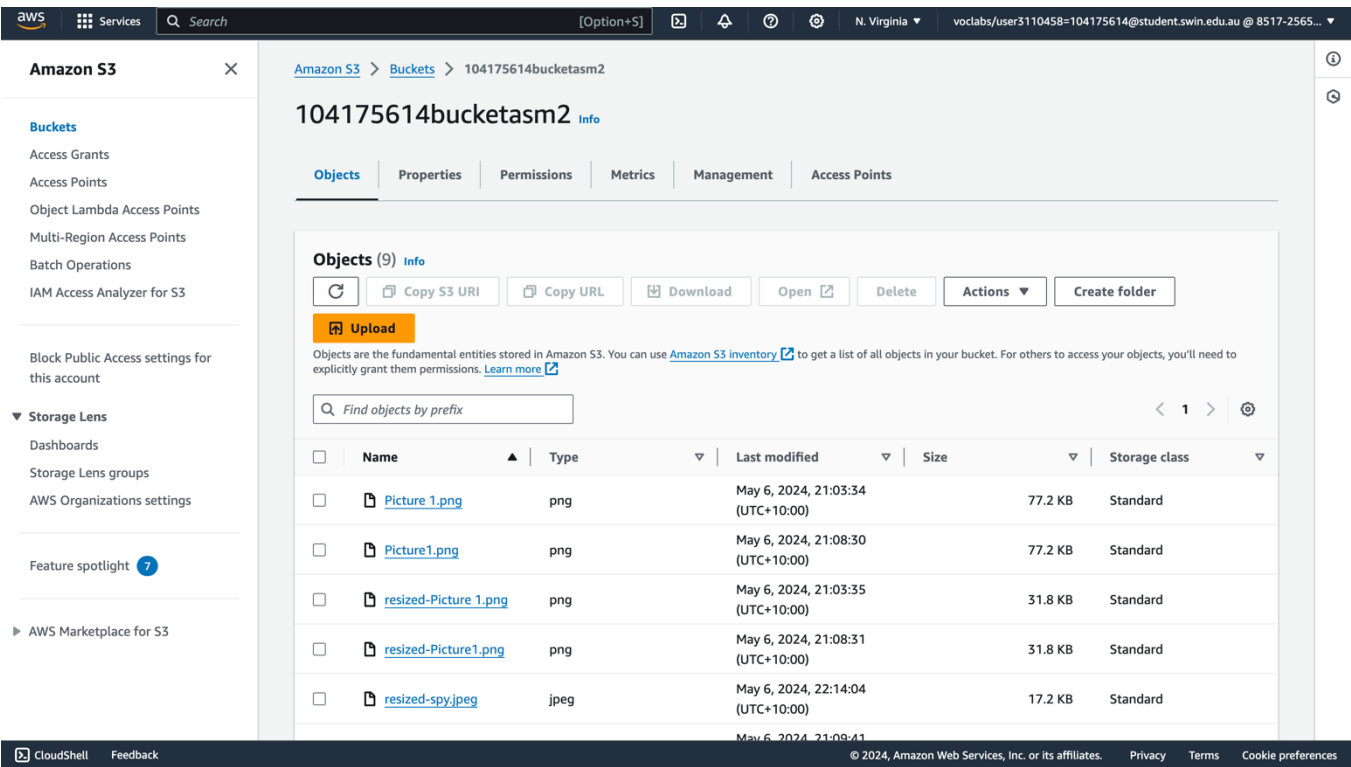 aws Services Search [Option+S] N. Virginia ▼ voclabs/user3110458=104175614@student.swin.edu.au @ 8517-2565... ▼
Amazon S3
Buckets
Access Grants
Access Points
Object Lambda Access Points
Multi-Region Access Points
Batch Operations
IAM Access Analyzer for S3
Block Public Access settings for
this account
Storage Lens
Dashboards
Storage Lens groups
AWS Organizations settings
Feature spotlight 7
AWS Marketplace for S3
Amazon S3 > Buckets > 104175614bucketasm2
104175614bucketasm2 Info
Objects Properties Permissions Metrics Management Access Points
Objects (9) Info
Copy S3 URI Copy URL Download Open Delete Actions ▼ Create folder
Upload
Objects are the fundamental entities stored in Amazon S3. You can use Amazon S3 inventory to get a list of all objects in your bucket. For others to access your objects, you'll need to
explicitly grant them permissions. Learn more
Find objects by prefix < 1 >
Name Type Last modified Size Storage class
Picture 1.png png May 6, 2024, 21:03:34 (UTC+10:00) 77.2 KB Standard
Picture1.png png May 6, 2024, 21:08:30 (UTC+10:00) 77.2 KB Standard
resized-Picture 1.png png May 6, 2024, 21:03:35 (UTC+10:00) 31.8 KB Standard
resized-Picture1.png png May 6, 2024, 21:08:31 (UTC+10:00) 31.8 KB Standard
resized-spy.jpeg jpeg May 6, 2024, 22:14:04 (UTC+10:00) 17.2 KB Standard
May 6, 2024, 21:09:41
CloudShell Feedback © 2024, Amazon Web Services, Inc. or its affiliates. Privacy Terms Cookie preferences